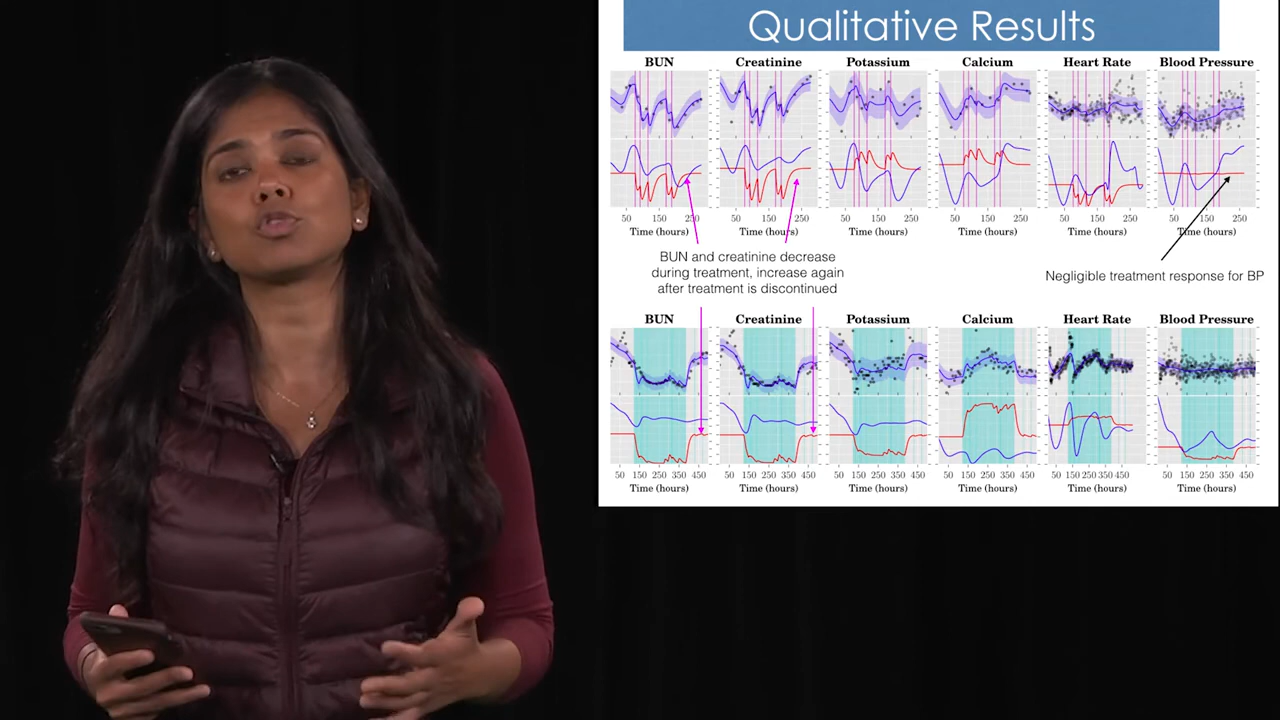 Qualitative Results
BUN Creatinine Potassium Calcium Heart Rate Blood Pressure
50 150 250 50 150 250 50 150 250 50 150 250 50 150 250 50 150 250
Time (hours) Time (hours) Time (hours) Time (hours) Time (hours) Time (hours)
BUN and creatinine decrease
during treatment, increase again
after treatment is discontinued
Negligible treatment response for BP
BUN Creatinine Potassium Calcium Heart Rate Blood Pressure
50 150 250 350 450 50 150 250 350 450 50 150 250 350 450 50 150 250 350 450 50 150 250 350 450 50 150 250 350 450
Time (hours) Time (hours) Time (hours) Time (hours) Time (hours) Time (hours)